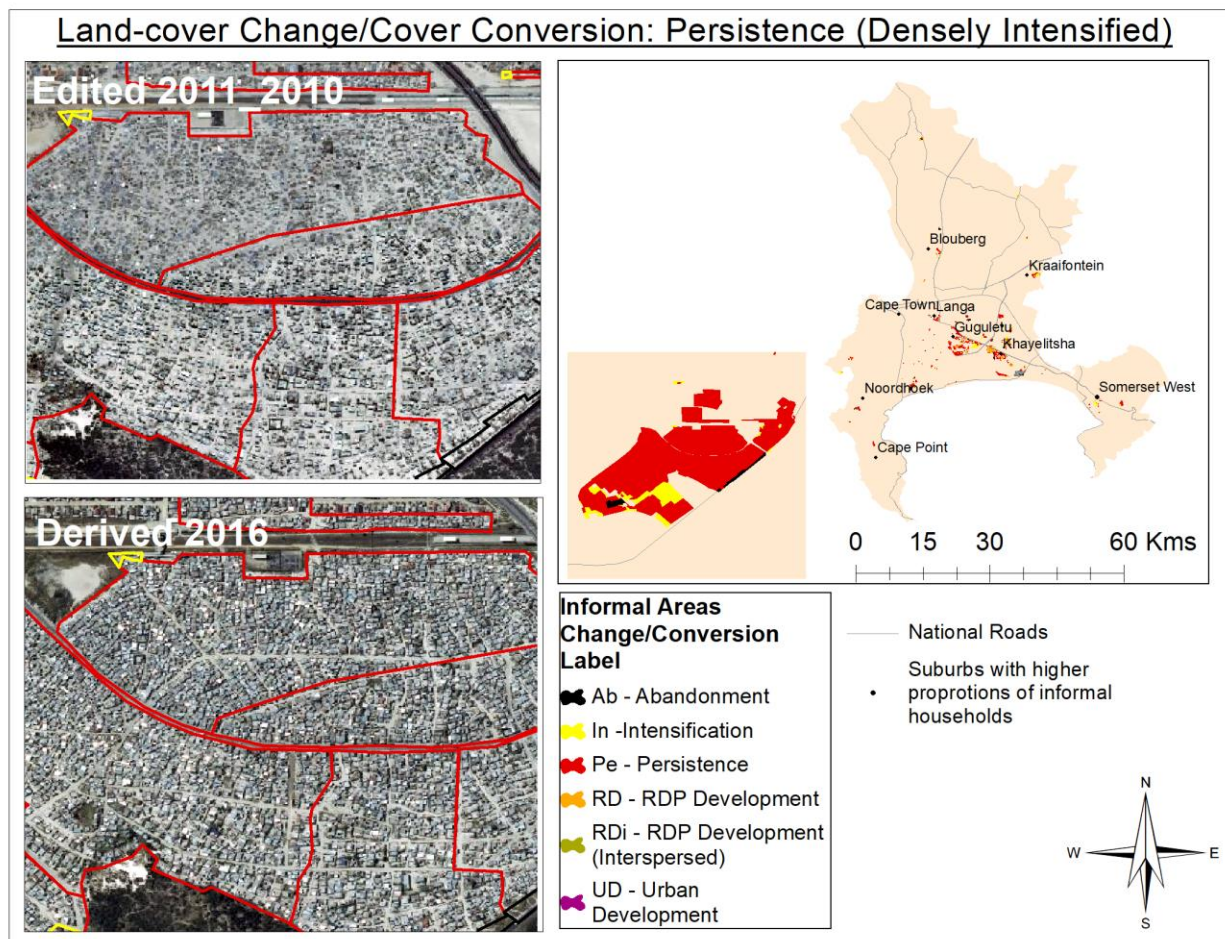 Land-cover Change/Cover Conversion: Persistence (Densely Intensified)
Edited 2011_2010
Derived 2016
Blouberg
Kraaifontein
Cape Town
Langa
Guguletu
Khayelitsha
Noordhoek
Somerset West
Cape Point
0 15 30 60 Kms
Informal Areas
Change/Conversion
Label
Ab - Abandonment
In -Intensification
Pe - Persistence
RD - RDP Development
RDi - RDP Development
(Interspersed)
UD - Urban
Development
National Roads
Suburbs with higher
proprotions of informal
households
N
W
E
S